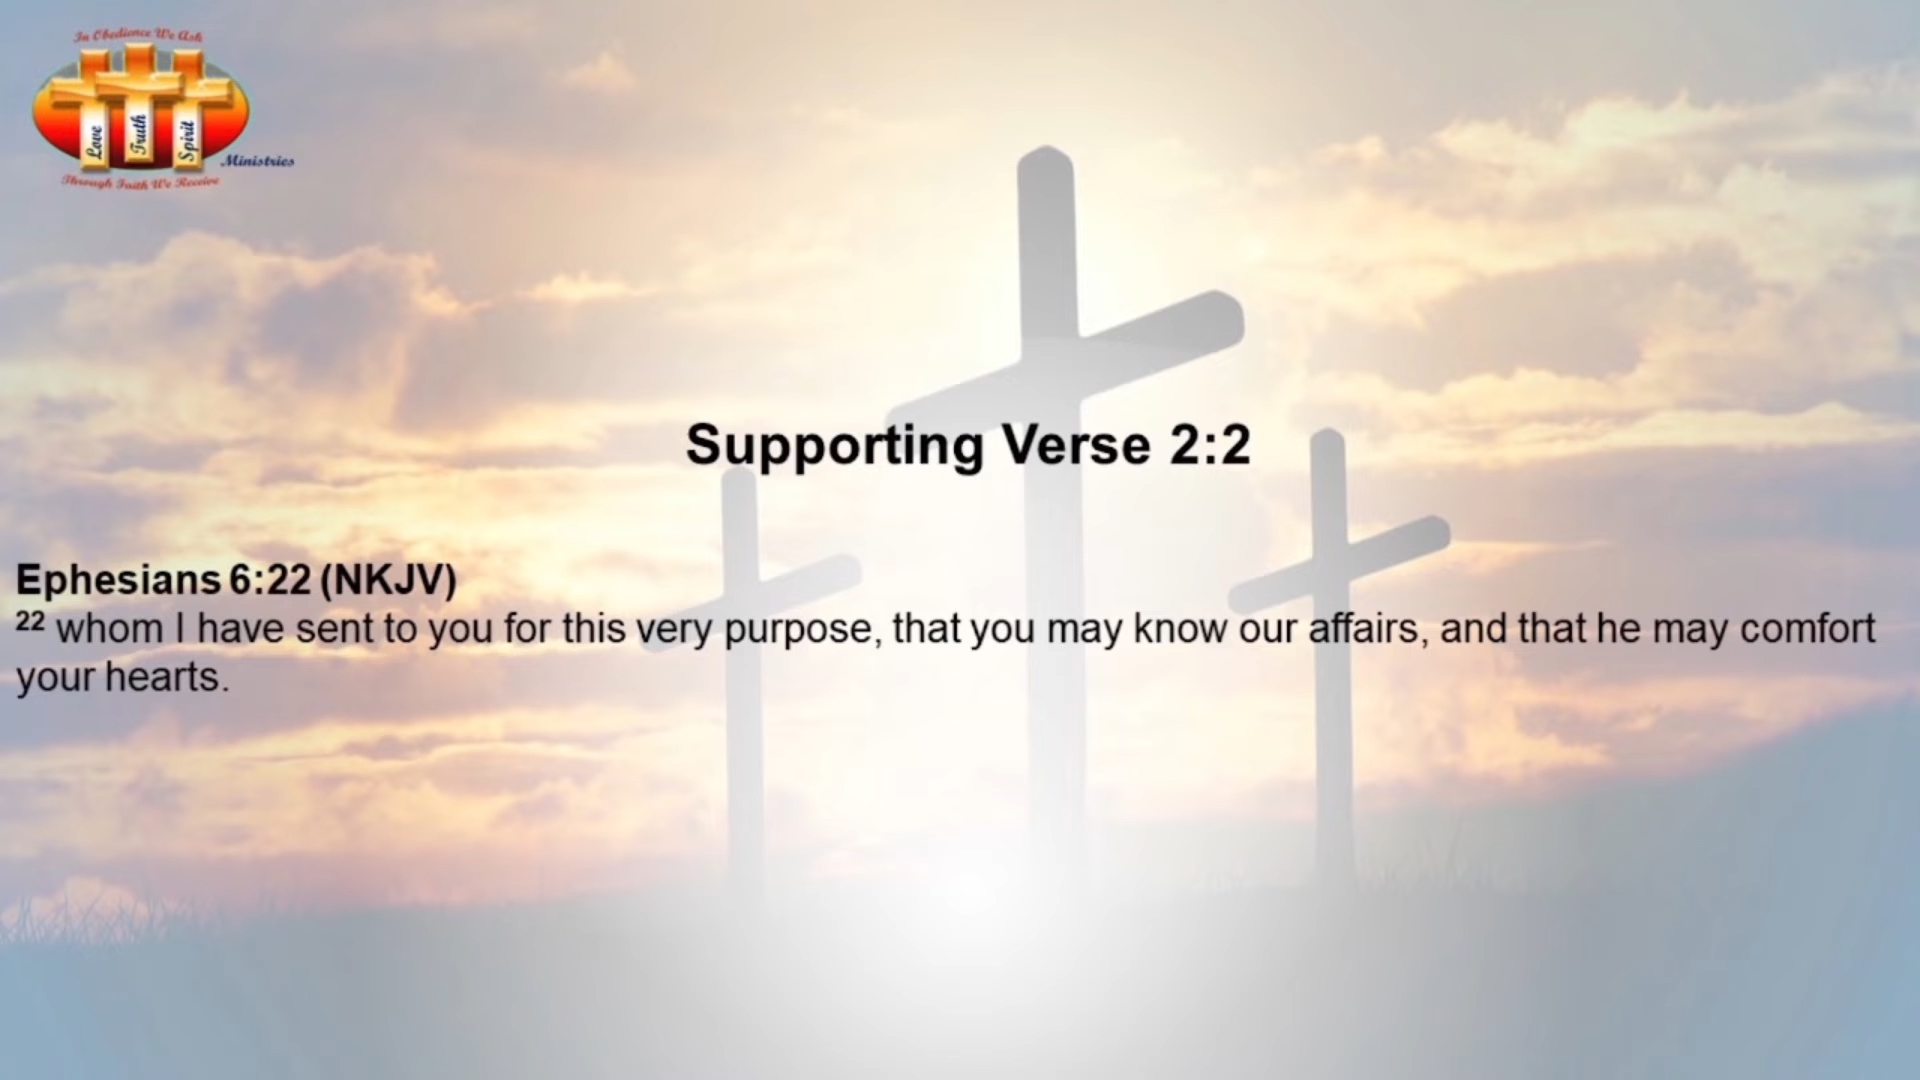 In Obedience We Ask
Love
Truth
Spirit
Ministries
Through Faith We Receive
Supporting Verse 2:2
Ephesians 6:22 (NKJV)
22 whom I have sent to you for this very purpose, that you may know our affairs, and that he may comfort
your hearts.